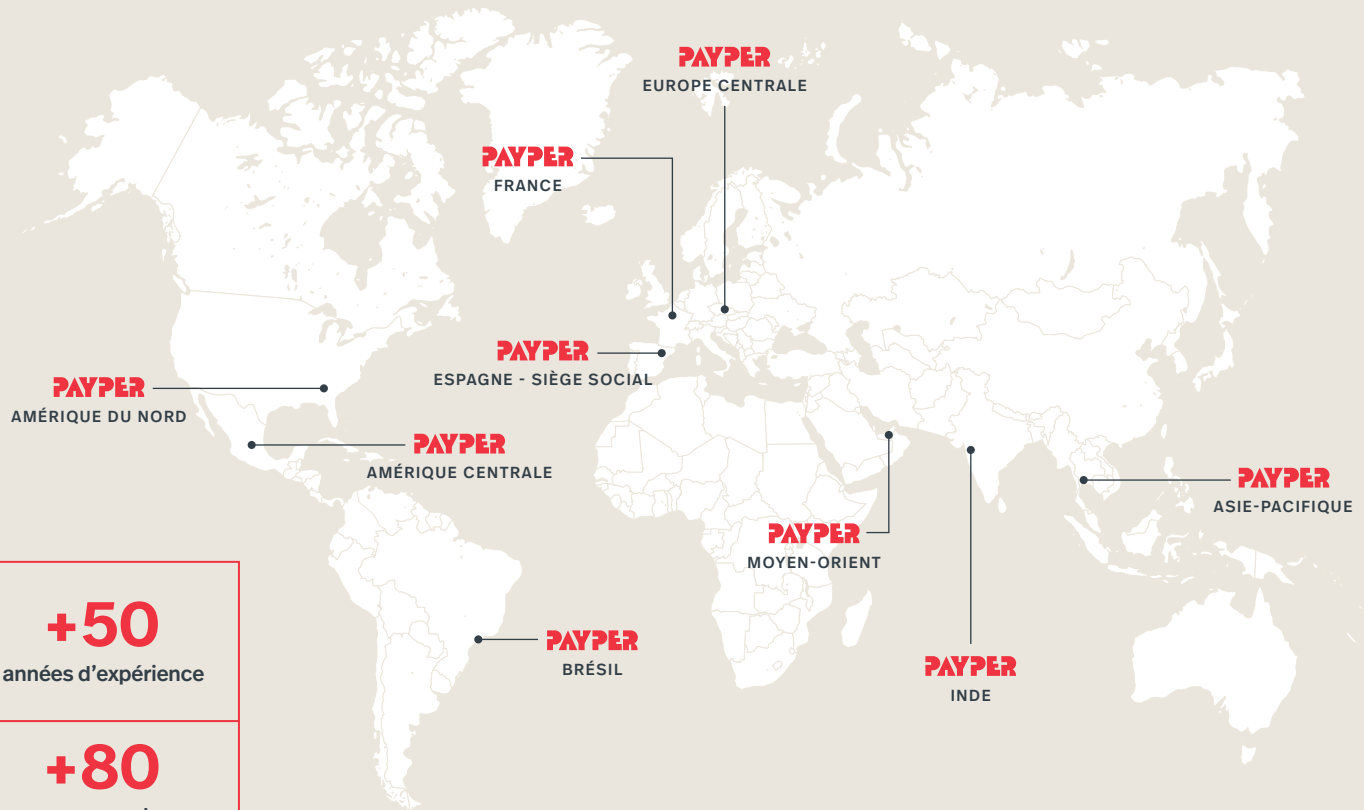 PAYPER
EUROPE CENTRALE
PAYPER
FRANCE
PAYPER
ESPAGNE - SIÈGE SOCIAL
PAYPER
AMÉRIQUE DU NORD
PAYPER
AMÉRIQUE CENTRALE
PAYPER
ASIE-PACIFIQUE
PAYPER
MOYEN-ORIENT
PAYPER
BRÉSIL
PAYPER
INDE
+50
années d’expérience
+80